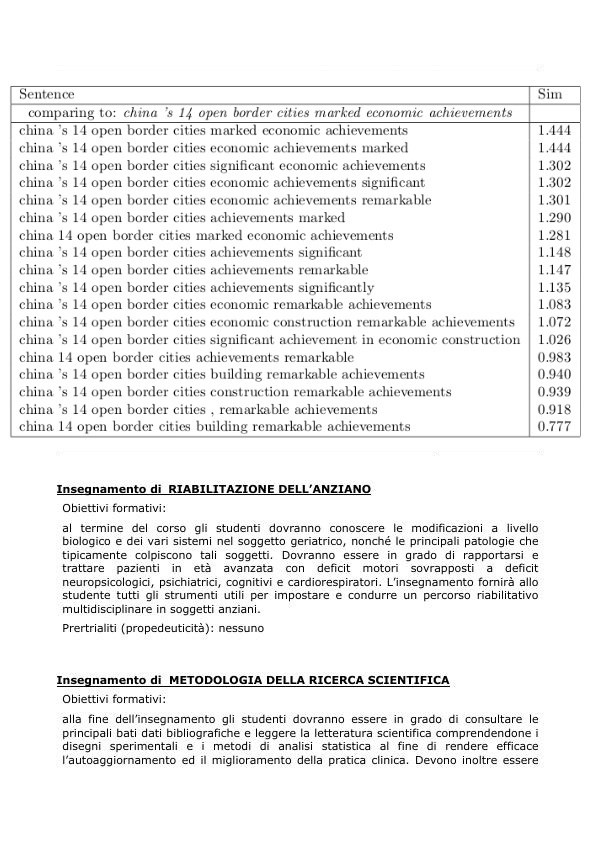 Sentence Sim
comparing to: china 's 14 open border cities marked economic achievements
china 's 14 open border cities marked economic achievements 1.444
china 's 14 open border cities economic achievements marked 1.444
china 's 14 open border cities significant economic achievements 1.302
china 's 14 open border cities economic achievements significant 1.302
china 's 14 open border cities economic achievements remarkable 1.301
china 's 14 open border cities achievements marked 1.290
china 14 open border cities marked economic achievements 1.281
china 's 14 open border cities achievements significant 1.148
china 's 14 open border cities achievements remarkable 1.147
china 's 14 open border cities achievements significantly 1.135
china 's 14 open border cities economic remarkable achievements 1.083
china 's 14 open border cities economic construction remarkable achievements 1.072
china 's 14 open border cities significant achievement in economic construction 1.026
china 14 open border cities achievements remarkable 0.983
china 's 14 open border cities building remarkable achievements 0.940
china 's 14 open border cities construction remarkable achievements 0.939
china 's 14 open border cities , remarkable achievements 0.918
china 14 open border cities building remarkable achievements 0.777
Insegnamento di RIABILITAZIONE DELL'ANZIANO
Obiettivi formativi:
al termine del corso gli studenti dovranno conoscere le modificazioni a livello
biologico e dei vari sistemi nel soggetto geriatrico, nonché le principali patologie che
tipicamente colpiscono tali soggetti. Dovranno essere in grado di rapportarsi e
trattare pazienti in età avanzata con deficit motori sovrapposti a deficit
neuropsicologici, psichiatrici, cognitivi e cardiorespiratori. L'insegnamento fornirà allo
studente tutti gli strumenti utili per impostare e condurre un percorso riabilitativo
multidisciplinare in soggetti anziani.
Prertrialiti (propedeuticità): nessuno
Insegnamento di METODOLOGIA DELLA RICERCA SCIENTIFICA
Obiettivi formativi:
alla fine dell'insegnamento gli studenti dovranno essere in grado di consultare le
principali bati dati bibliografiche e leggere la letteratura scientifica comprendendone i
disegni sperimentali e i metodi di analisi statistica al fine di rendere efficace
l'autoaggiornamento ed il miglioramento della pratica clinica. Devono inoltre essere